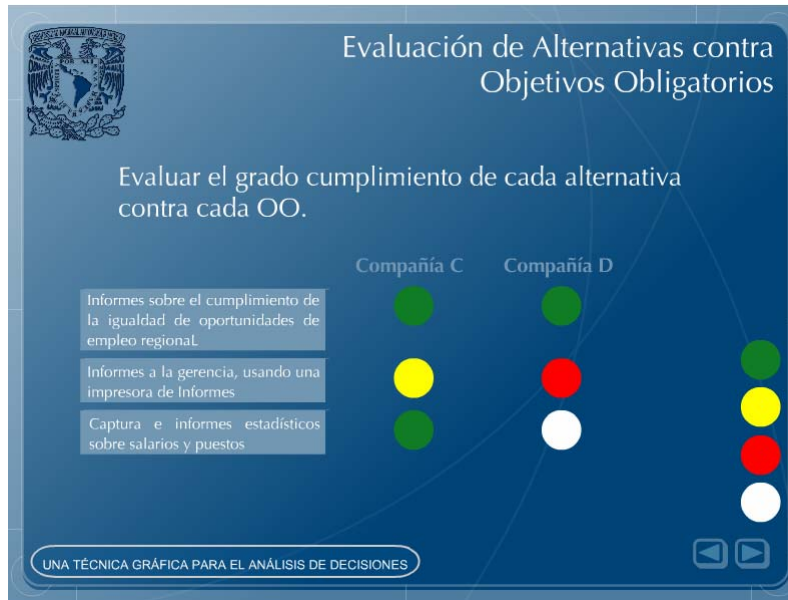 Evaluación de Alternativas contra
Objetivos Obligatorios
Evaluar el grado cumplimiento de cada alternativa
contra cada OO.
Compañía C Compañía D
Informes sobre el cumplimiento de
la igualdad de oportunidades de
empleo regionaL
Informes a la gerencia, usando una
impresora de Informes
Captura e informes estadísticos
sobre salarios y puestos
UNA TÉCNICA GRÁFICA PARA EL ANÁLISIS DE DECISIONES